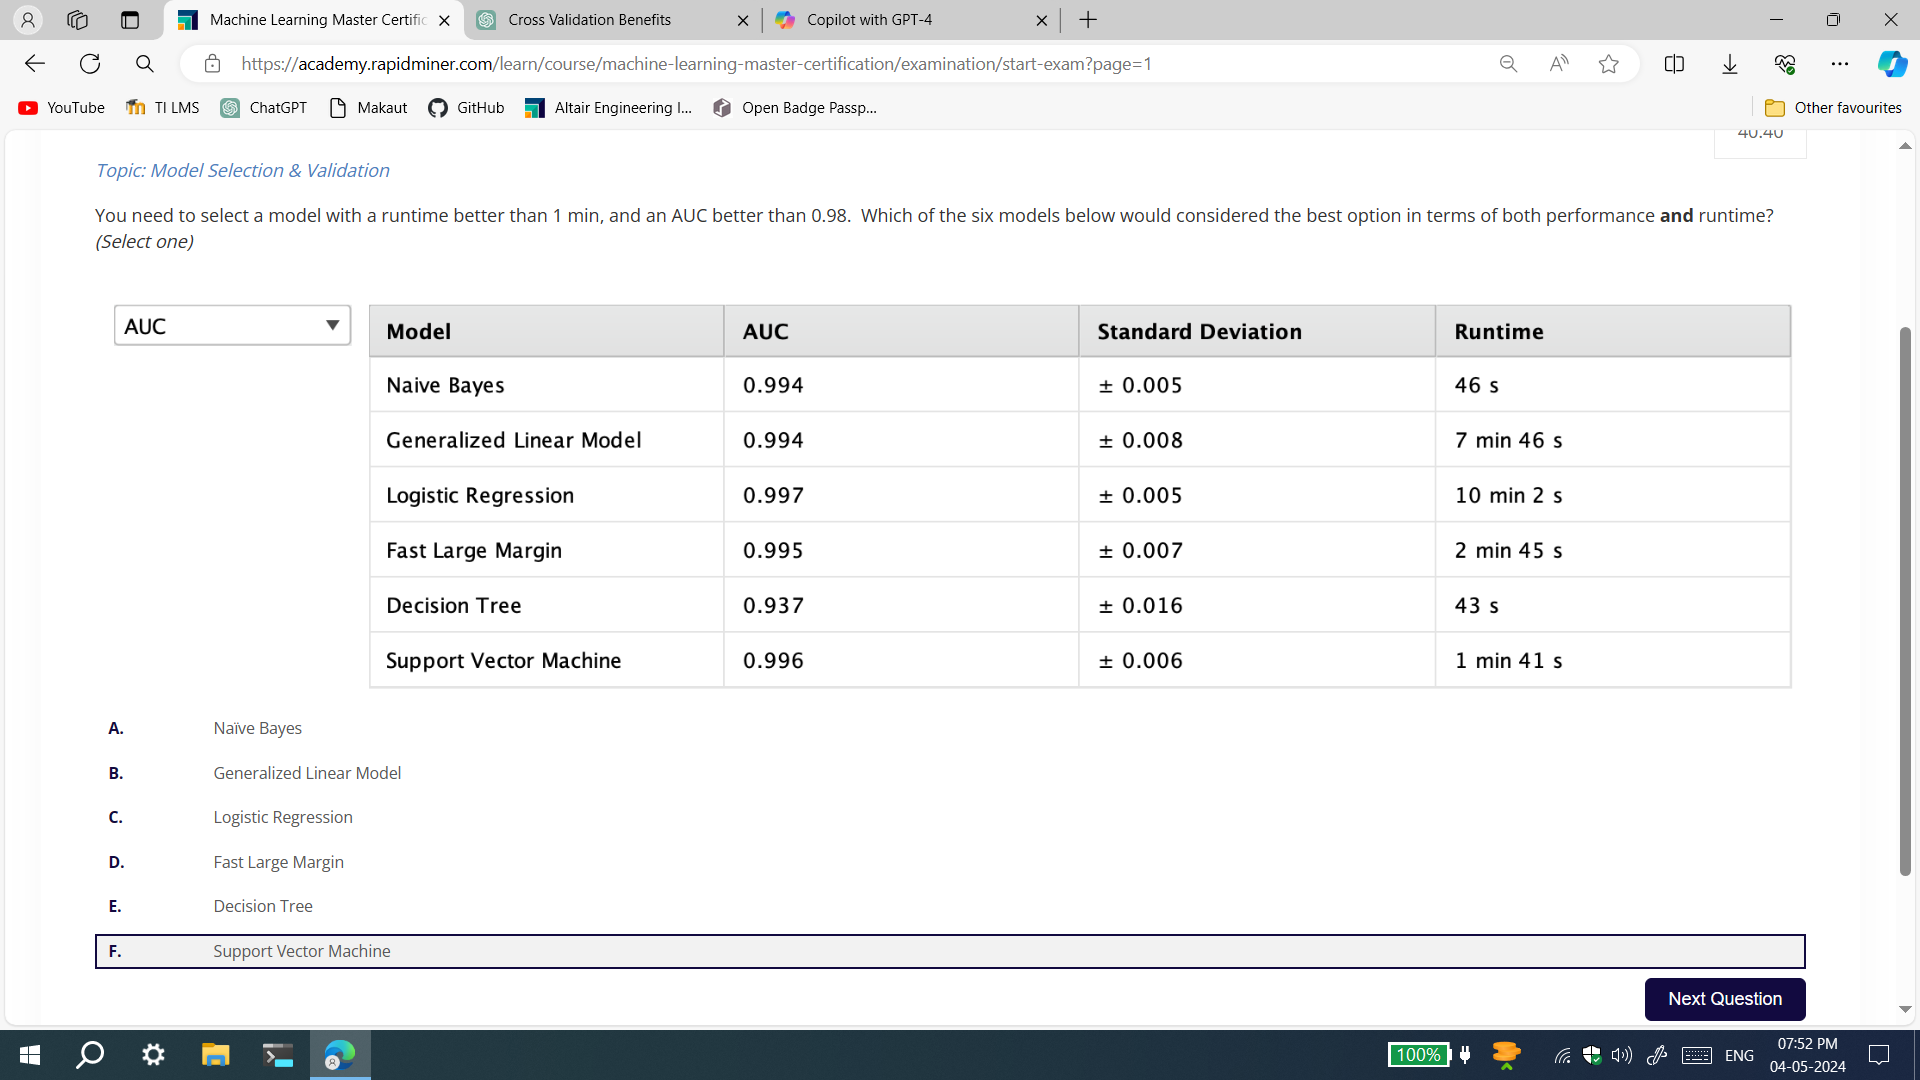 Machine Learning Master Certific
Cross Validation Benefits
Copilot with GPT-4
https://academy.rapidminer.com/learn/course/machine-learning-master-certification/examination/start-exam?page=1
YouTube
TI LMS
ChatGPT
Makaut
GitHub
Altair Engineering I...
Open Badge Passp...
Other favourites
40:40
Topic: Model Selection & Validation
You need to select a model with a runtime better than 1 min, and an AUC better than 0.98. Which of the six models below would considered the best option in terms of both performance and runtime?
(Select one)
AUC
Model AUC Standard Deviation Runtime
Naive Bayes 0.994 ± 0.005 46 s
Generalized Linear Model 0.994 ± 0.008 7 min 46 s
Logistic Regression 0.997 ± 0.005 10 min 2 s
Fast Large Margin 0.995 ± 0.007 2 min 45 s
Decision Tree 0.937 ± 0.016 43 s
Support Vector Machine 0.996 ± 0.006 1 min 41 s
A. Naïve Bayes
B. Generalized Linear Model
C. Logistic Regression
D. Fast Large Margin
E. Decision Tree
F. Support Vector Machine
Next Question
100%
ENG
07:52 PM
04-05-2024